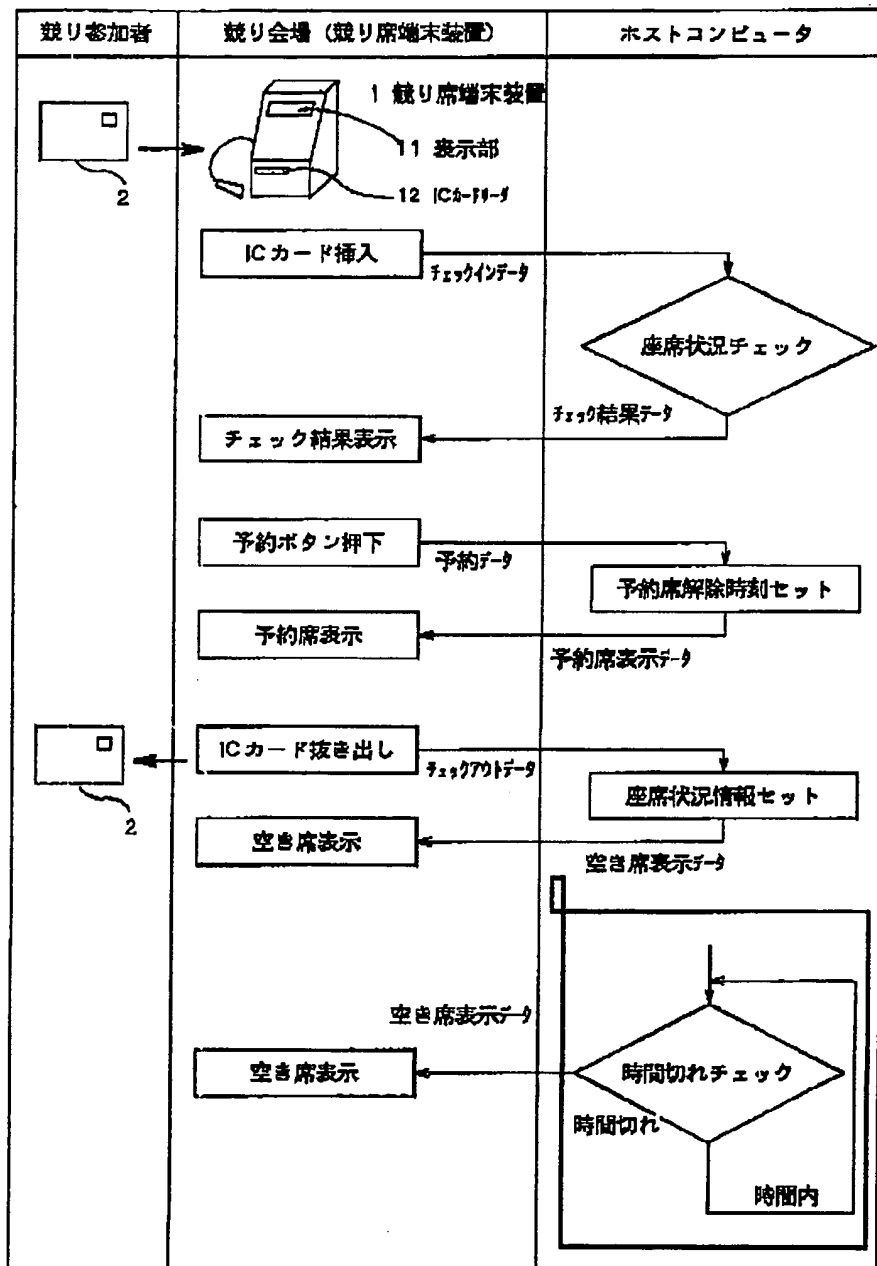 競り参加者
競り会場（競り席端末装置）
ホストコンピュータ
1 競り席端末装置
11 表示部
12 ICカードリーダ
2
ICカード挿入
チェックインデータ
座席状況チェック
チェック結果データ
チェック結果表示
予約ボタン押下
予約データ
予約席解除時刻セット
予約席表示
予約席表示データ
ICカード抜き出し
チェックアウトデータ
2
座席状況情報セット
空き席表示
空き席表示データ
空き席表示データ
空き席表示
時間切れチェック
時間切れ
時間内